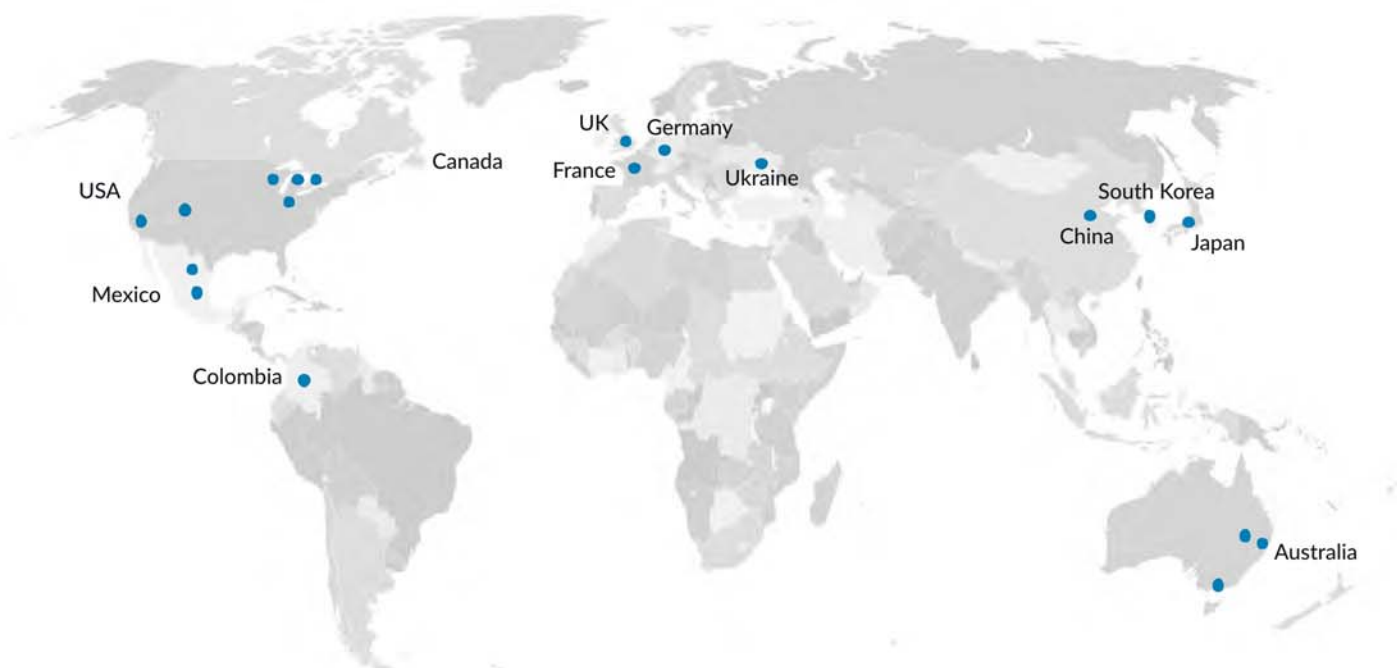 UK
Germany
Canada
France
Ukraine
USA
South Korea
China
Japan
Mexico
Colombia
Australia